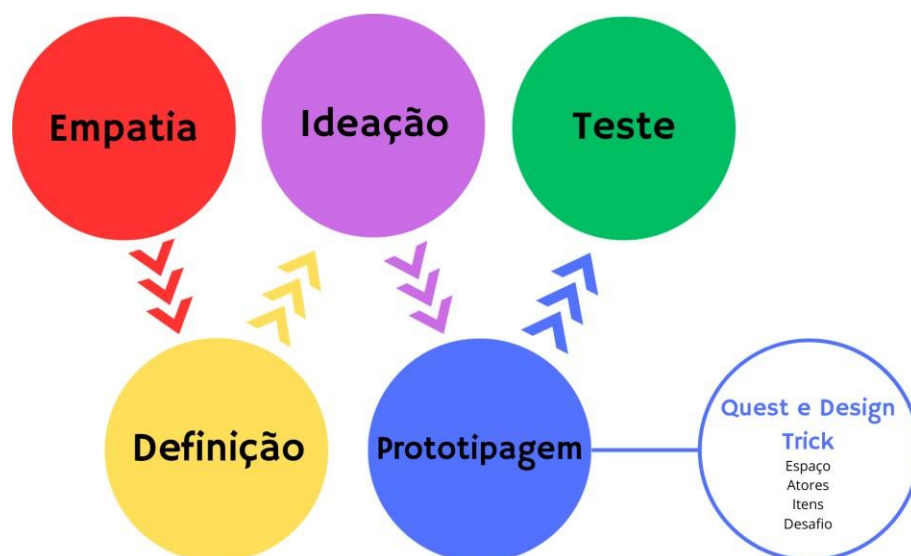 Empatia
Ideação
Teste
Definição
Prototipagem
Quest e Design
Trick
Espaço
Atores
Itens
Desafio